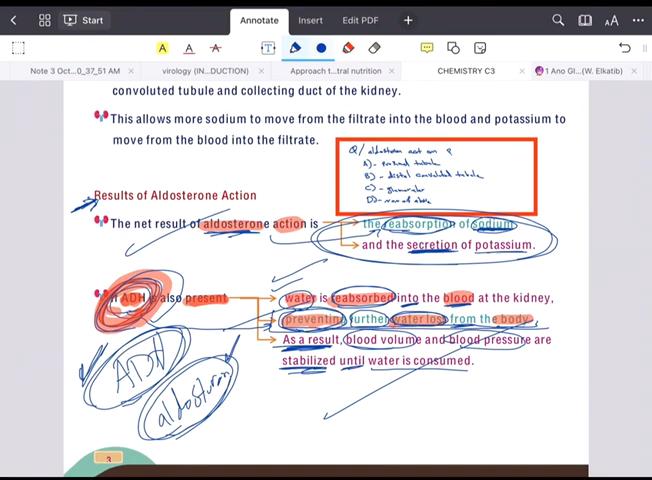 Start
Annotate
Insert
Edit PDF
Note 3 Oct...0_37_51 AM
virology (IN...DUCTION)
Approach t...tral nutrition
CHEMISTRY C3
1 Ano Gl...(W. Elkatib)
convoluted tubule and collecting duct of the kidney.
This allows more sodium to move from the filtrate into the blood and potassium to
move from the blood into the filtrate.
Q/ aldosteron act on ?
A)- proximal tubule
B)- distal convoluted tubule
C)- glomerular
D)- non of above
Results of Aldosterone Action
The net result of aldosterone action is
the reabsorption of sodium
and the secretion of potassium.
If ADH is also present
water is reabsorbed into the blood at the kidney,
preventing further water loss from the body.
As a result, blood volume and blood pressure are
stabilized until water is consumed.
ADH
aldosteron
3